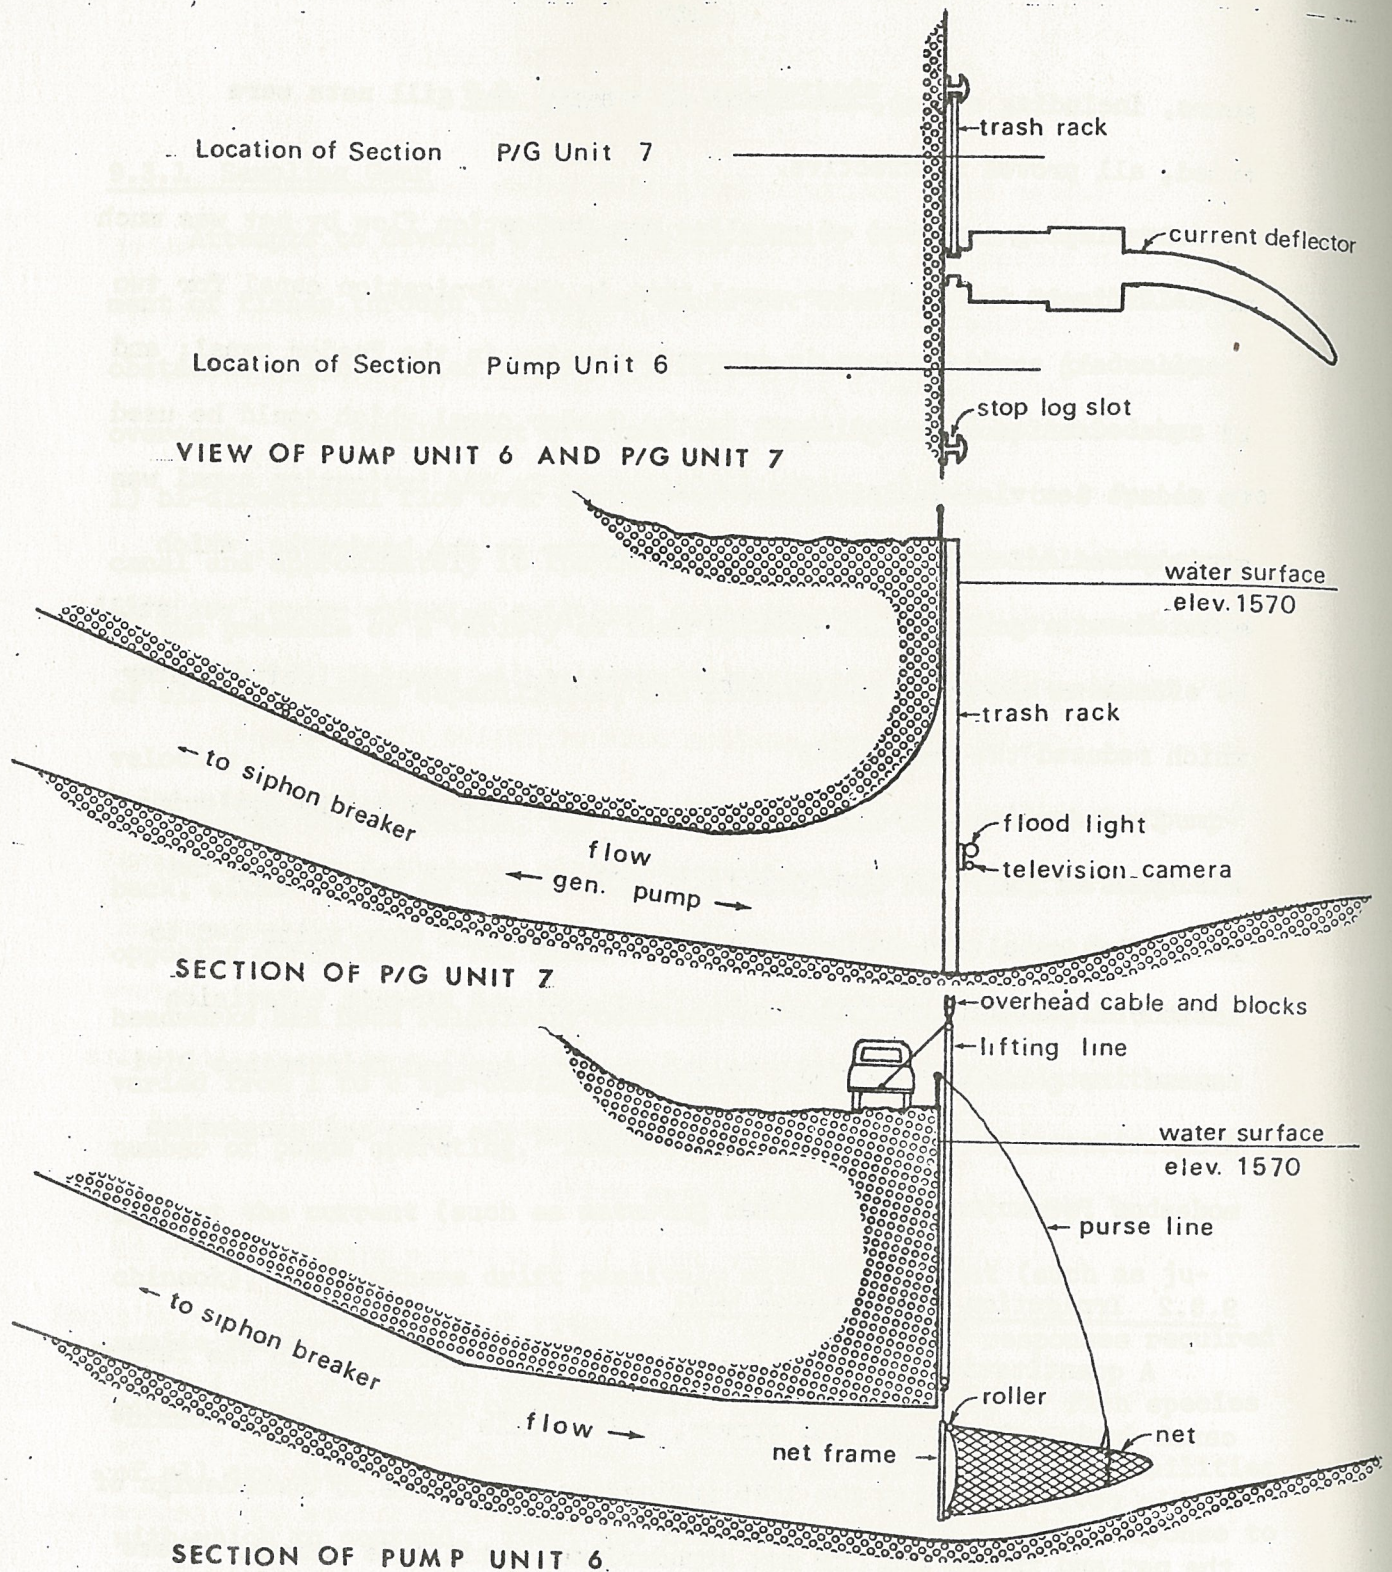 Location of Section P/G Unit 7
trash rack
current deflector
Location of Section Pump Unit 6
stop log slot
VIEW OF PUMP UNIT 6 AND P/G UNIT 7
water surface
elev. 1570
trash rack
to siphon breaker
flood light
television camera
flow
gen. pump
SECTION OF P/G UNIT 7
overhead cable and blocks
lifting line
water surface
elev. 1570
purse line
to siphon breaker
roller
flow
net
net frame
SECTION OF PUMP UNIT 6